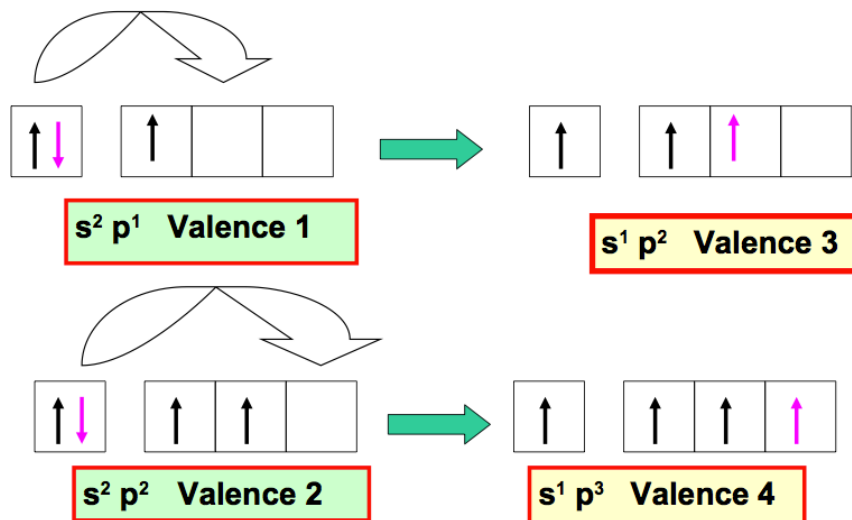 s² p¹ Valence 1
s¹ p² Valence 3
s² p² Valence 2
s¹ p³ Valence 4